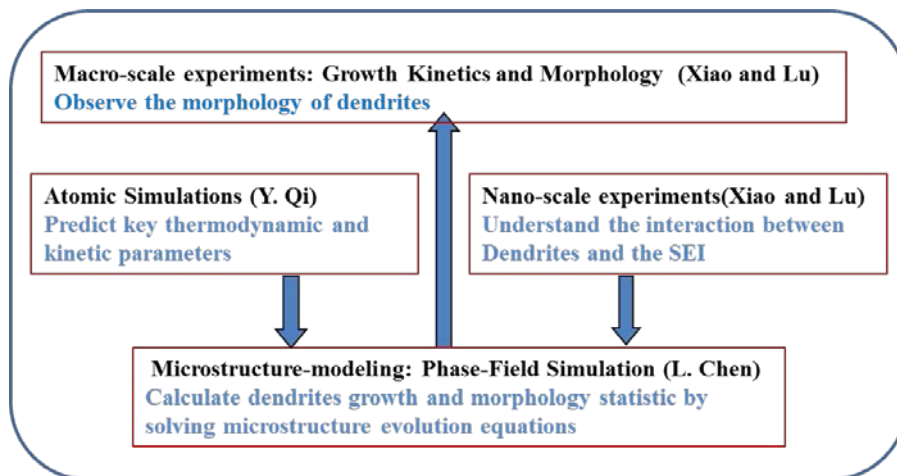 Macro-scale experiments: Growth Kinetics and Morphology (Xiao and Lu)
Observe the morphology of dendrites
Atomic Simulations (Y. Qi)
Predict key thermodynamic and
kinetic parameters
Nano-scale experiments(Xiao and Lu)
Understand the interaction between
Dendrites and the SEI
Microstructure-modeling: Phase-Field Simulation (L. Chen)
Calculate dendrites growth and morphology statistic by
solving microstructure evolution equations